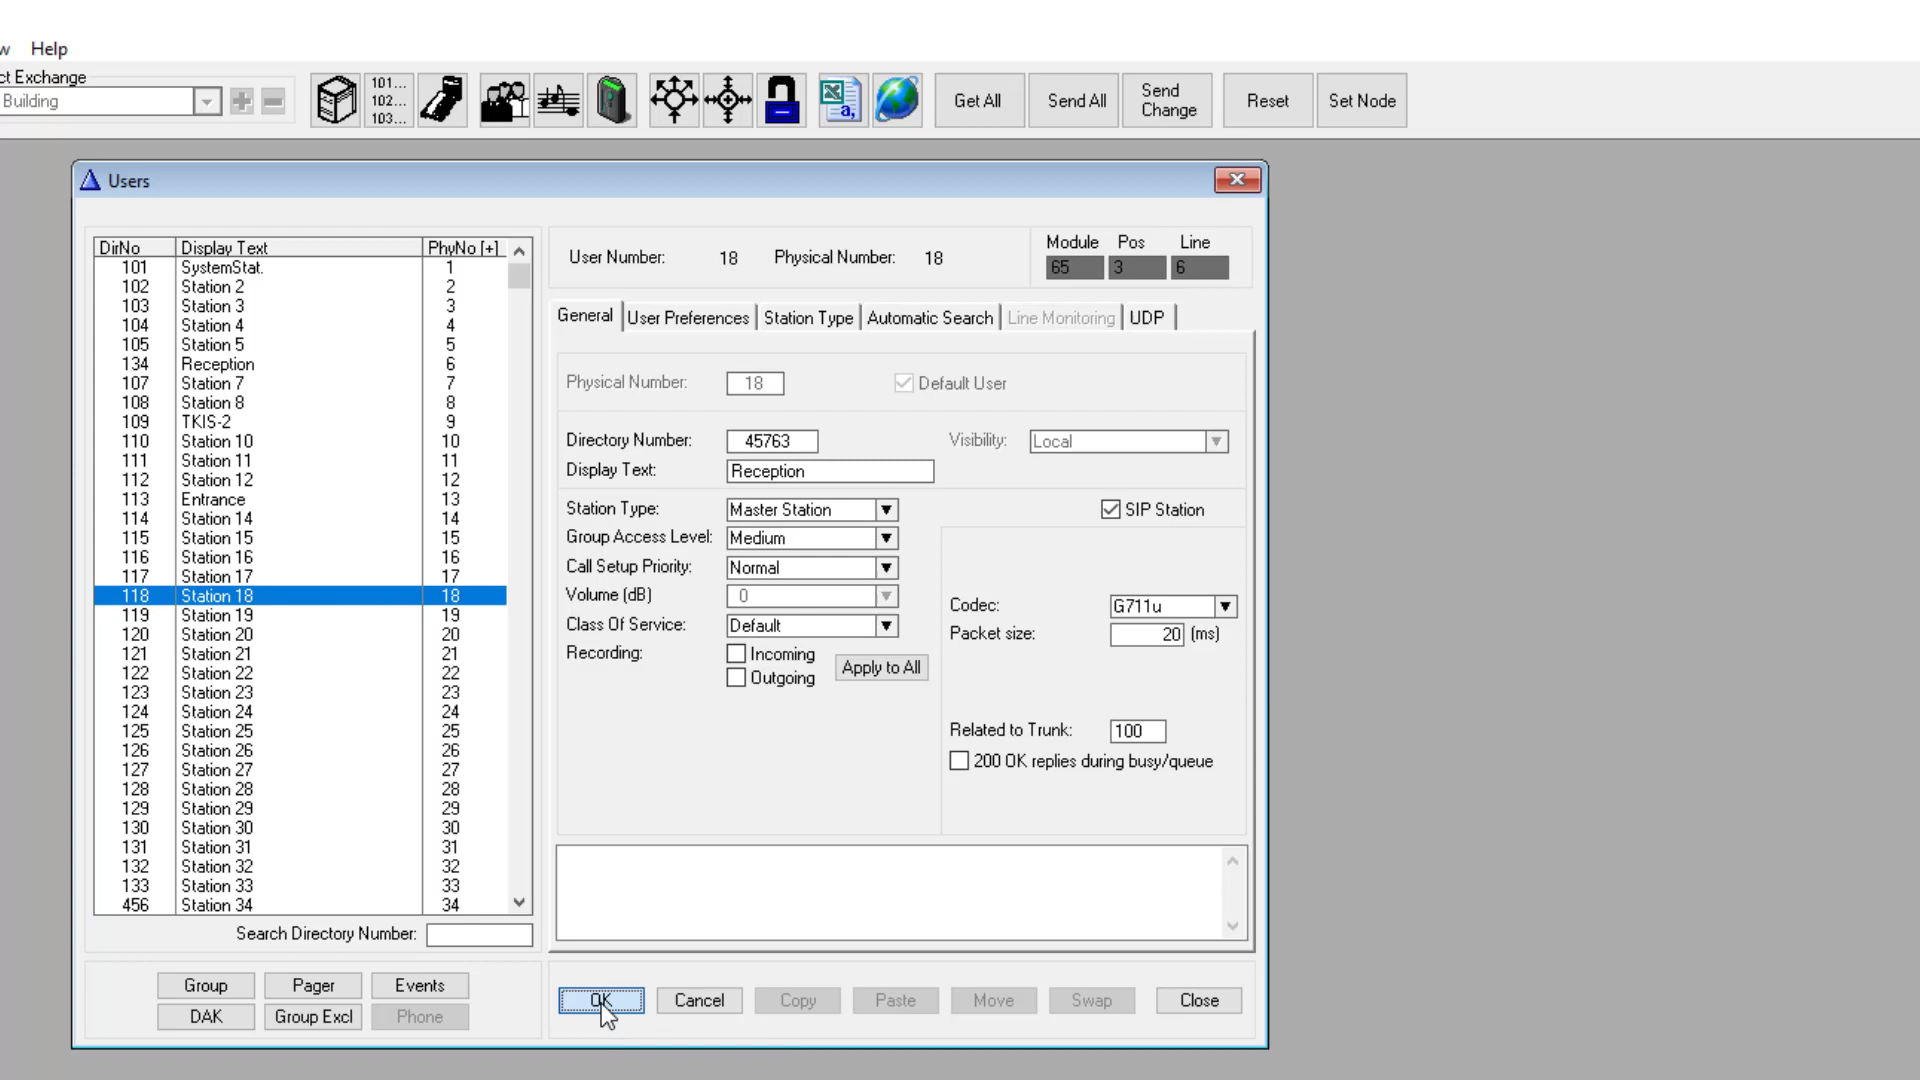 w Help
ct Exchange
Building
101...
102...
103...
a,
Get All
Send All
Send
Change
Reset
Set Node
Users
DirNo Display Text PhyNo [+]
101 SystemStat. 1
102 Station 2 2
103 Station 3 3
104 Station 4 4
105 Station 5 5
134 Reception 6
107 Station 7 7
108 Station 8 8
109 TKIS-2 9
110 Station 10 10
111 Station 11 11
112 Station 12 12
113 Entrance 13
114 Station 14 14
115 Station 15 15
116 Station 16 16
117 Station 17 17
118 Station 18 18
119 Station 19 19
120 Station 20 20
121 Station 21 21
122 Station 22 22
123 Station 23 23
124 Station 24 24
125 Station 25 25
126 Station 26 26
127 Station 27 27
128 Station 28 28
129 Station 29 29
130 Station 30 30
131 Station 31 31
132 Station 32 32
133 Station 33 33
456 Station 34 34
Search Directory Number:
Group Pager Events
DAK Group Excl Phone
User Number: 18 Physical Number: 18
Module Pos Line
65 3 6
General User Preferences Station Type Automatic Search Line Monitoring UDP
Physical Number: 18 Default User
Directory Number: 45763 Visibility: Local
Display Text: Reception
Station Type: Master Station SIP Station
Group Access Level: Medium
Call Setup Priority: Normal
Volume (dB) 0
Class Of Service: Default
Recording: Incoming
Outgoing
Apply to All
Codec: G711u
Packet size: 20 (ms)
Related to Trunk: 100
200 OK replies during busy/queue
OK Cancel Copy Paste Move Swap Close